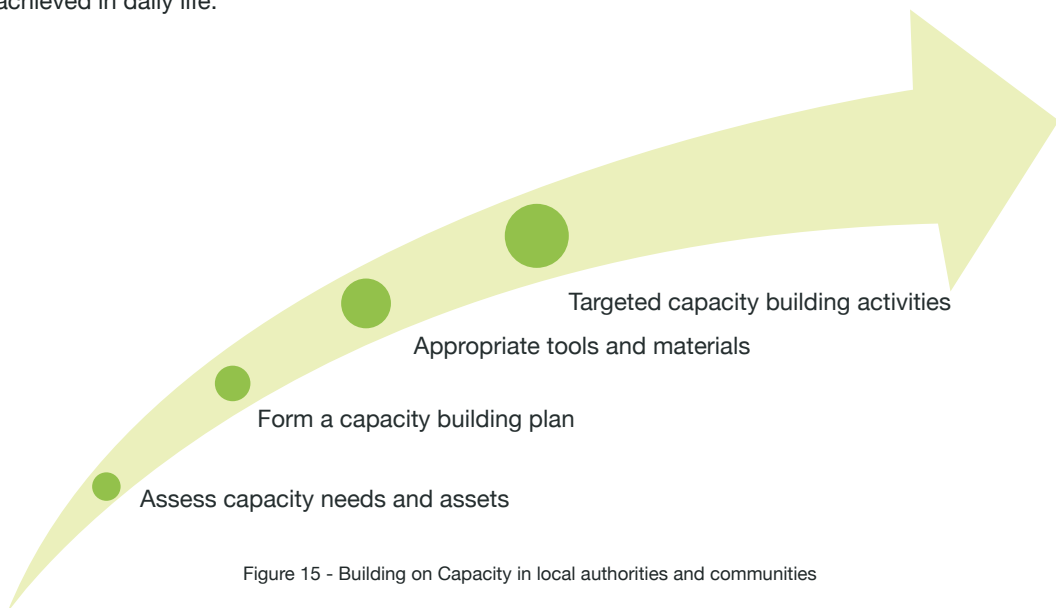 achieved in daily life.
Targeted capacity building activities
Appropriate tools and materials
Form a capacity building plan
Assess capacity needs and assets
Figure 15 - Building on Capacity in local authorities and communities